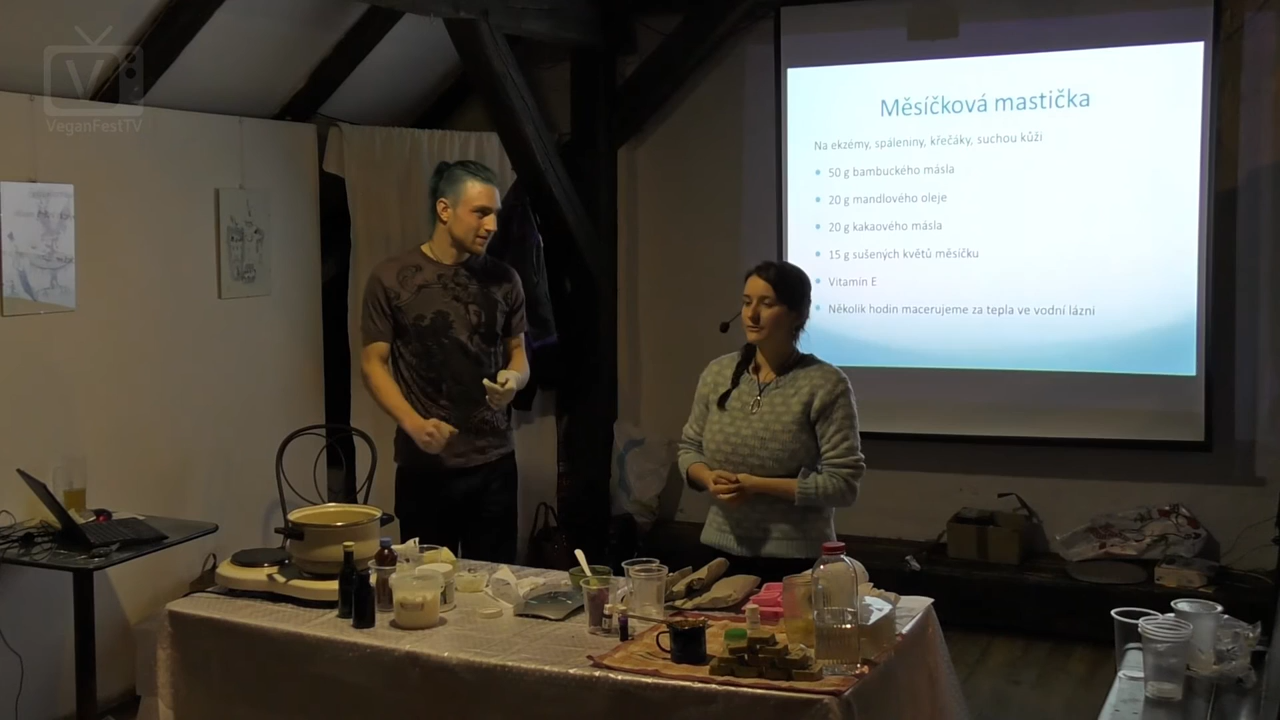 V
VeganFestTV
Měsíčková mastička
Na ekzémy, spáleniny, křečáky, suchou kůži
50 g bambuckého másla
20 g mandlového oleje
20 g kakaového másla
15 g sušených květů měsíčku
Vitamín E
Několik hodin macerujeme za tepla ve vodní lázni